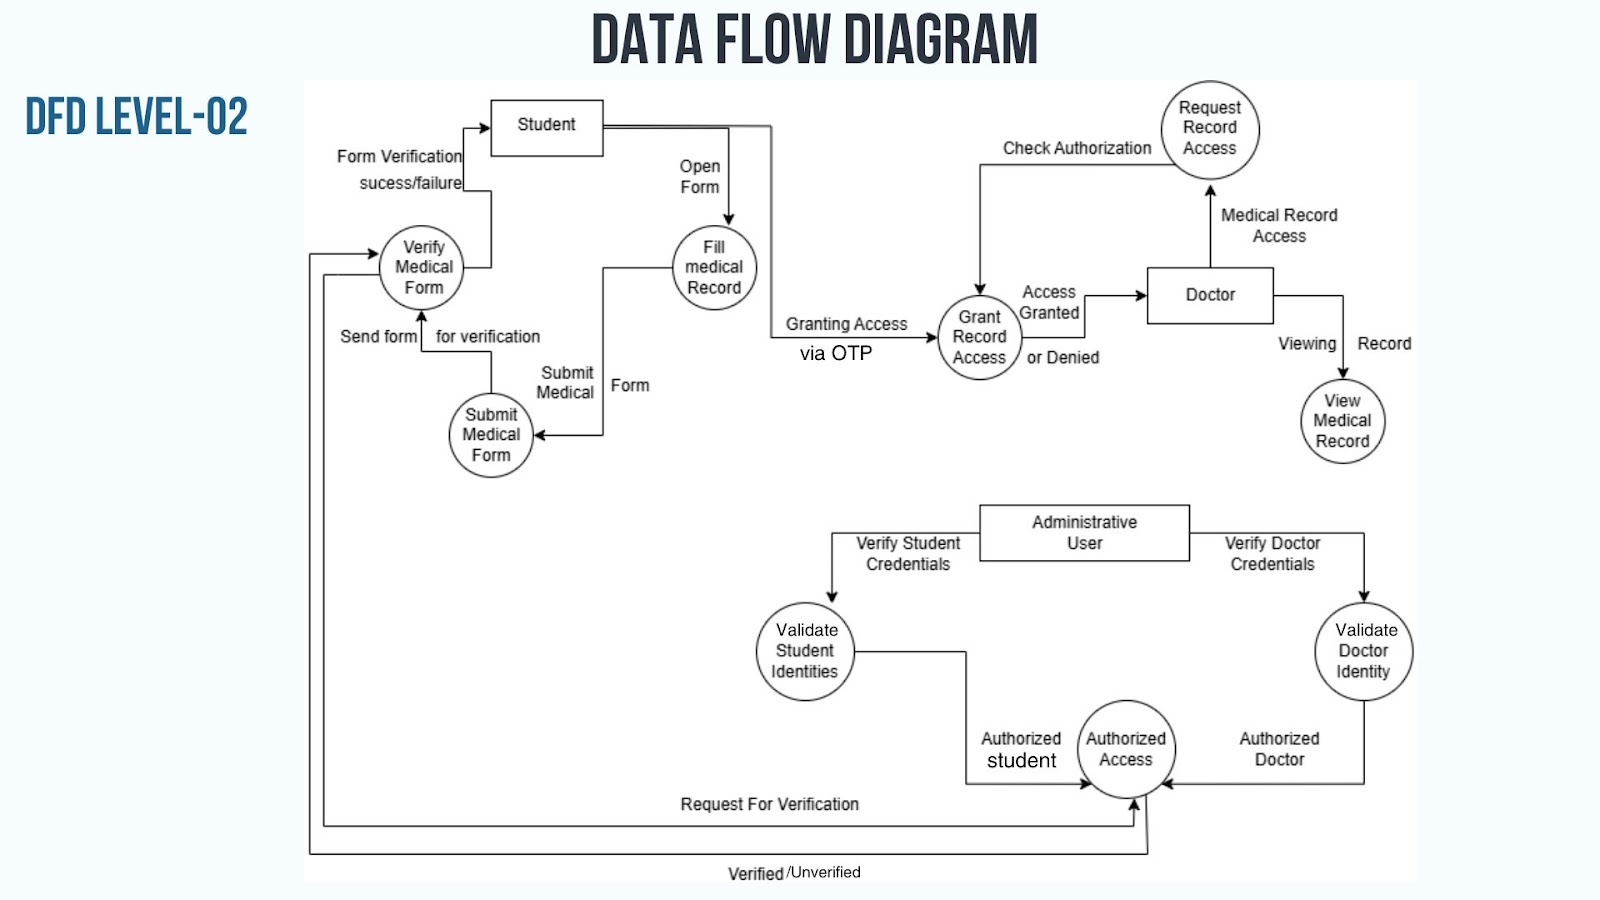 DATA FLOW DIAGRAM
DFD LEVEL-02
Student
Form Verification
sucess/failure
Open
Form
Verify
Medical
Form
Fill
medical
Record
Send form for verification
Submit
Medical Form
Submit
Medical
Form
Granting Access
via OTP
Request
Record
Access
Check Authorization
Medical Record
Access
Doctor
Access
Granted
or Denied
Grant
Record
Access
Viewing Record
View
Medical
Record
Administrative
User
Verify Student
Credentials
Verify Doctor
Credentials
Validate
Student
Identities
Validate
Doctor
Identity
Authorized
student
Authorized
Access
Authorized
Doctor
Request For Verification
Verified/Unverified